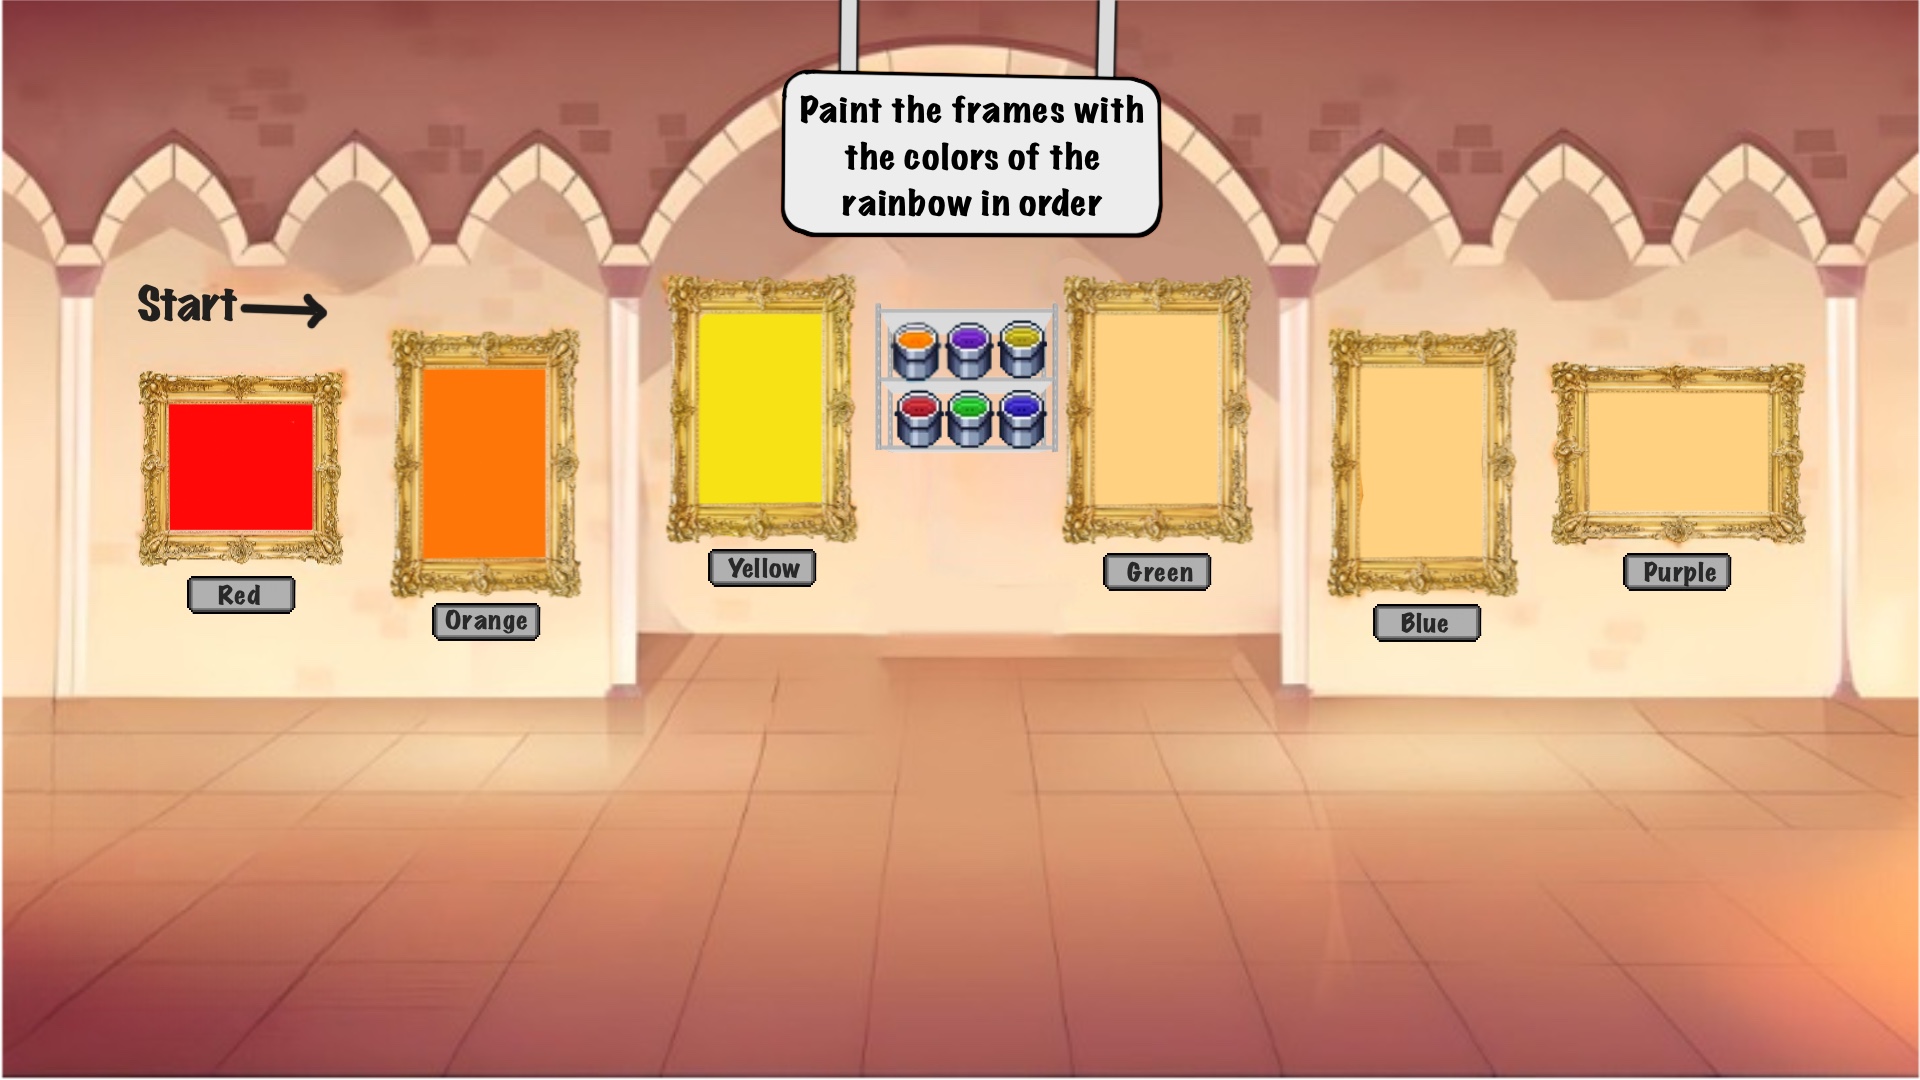 Paint the frames with
the colors of the
rainbow in order
Start
Red
Orange
Yellow
Green
Blue
Purple